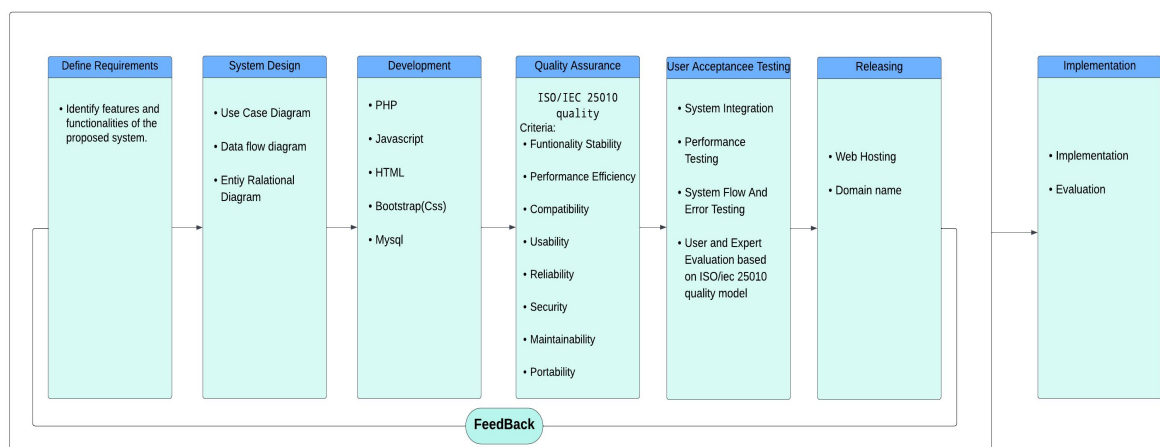 Define Requirements
• Identify features and
functionalities of the
proposed system.
System Design
• Use Case Diagram
• Data flow diagram
• Entiy Ralational
Diagram
Development
• PHP
• Javascript
• HTML
• Bootstrap(Css)
• Mysql
Quality Assurance
ISO/IEC 25010
quality
Criteria:
• Funtionality Stability
• Performance Efficiency
• Compatibility
• Usability
• Reliability
• Security
• Maintainability
• Portability
User Acceptancee Testing
• System Integration
• Performance
Testing
• System Flow And
Error Testing
• User and Expert
Evaluation based
on ISO/iec 25010
quality model
Releasing
• Web Hosting
• Domain name
Implementation
• Implementation
• Evaluation
FeedBack